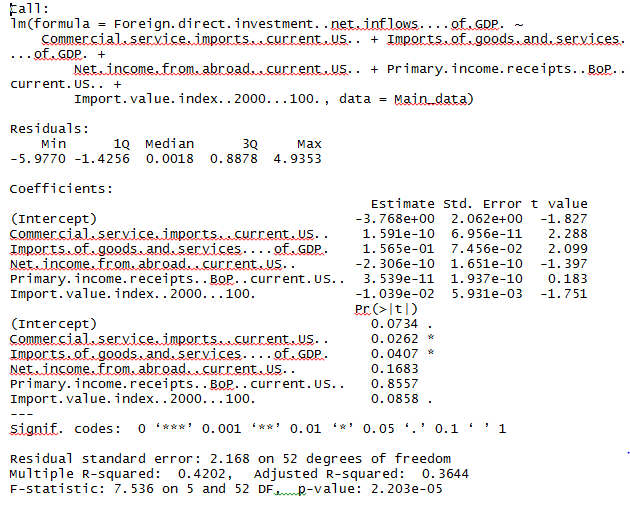 Call:
lm(formula = Foreign.direct.investment..net.inflows....of.GDP. ~
Commercial.service.imports..current.US.. + Imports.of.goods.and.services.
...of.GDP. +
Net.income.from.abroad..current.US.. + Primary.income.receipts..BoP..
current.US.. +
Import.value.index..2000...100., data = Main_data)
Residuals:
Min 1Q Median 3Q Max
-5.9770 -1.4256 0.0018 0.8878 4.9353
Coefficients:
Estimate Std. Error t value
(Intercept) -3.768e+00 2.062e+00 -1.827
Commercial.service.imports..current.US.. 1.591e-10 6.956e-11 2.288
Imports.of.goods.and.services....of.GDP. 1.565e-01 7.456e-02 2.099
Net.income.from.abroad..current.US.. -2.306e-10 1.651e-10 -1.397
Primary.income.receipts..BoP..current.US.. 3.539e-11 1.937e-10 0.183
Import.value.index..2000...100. -1.039e-02 5.931e-03 -1.751
Pr(>|t|)
(Intercept) 0.0734 .
Commercial.service.imports..current.US.. 0.0262 *
Imports.of.goods.and.services....of.GDP. 0.0407 *
Net.income.from.abroad..current.US.. 0.1683
Primary.income.receipts..BoP..current.US.. 0.8557
Import.value.index..2000...100. 0.0858 .
---
Signif. codes: 0 ‘***’ 0.001 ‘**’ 0.01 ‘*’ 0.05 ‘.’ 0.1 ‘ ’ 1
Residual standard error: 2.168 on 52 degrees of freedom
Multiple R-squared: 0.4202, Adjusted R-squared: 0.3644
F-statistic: 7.536 on 5 and 52 DF, p-value: 2.203e-05